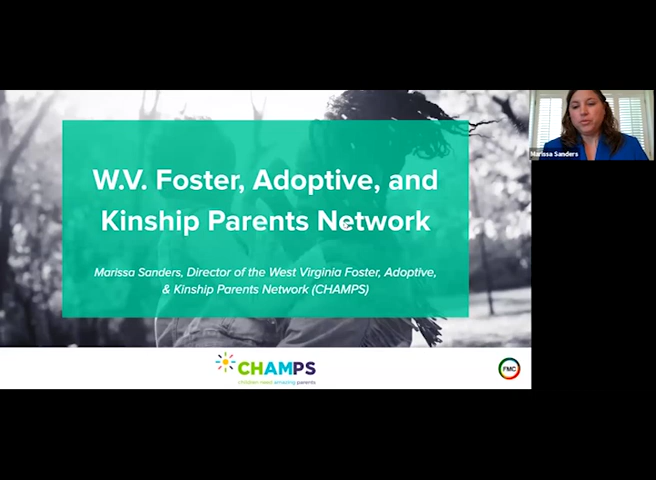 W.V. Foster, Adoptive, and
Kinship Parents Network
Marissa Sanders, Director of the West Virginia Foster, Adoptive,
& Kinship Parents Network (CHAMPS)
CHAMPS
children need amazing parents
FMC
Marissa Sanders